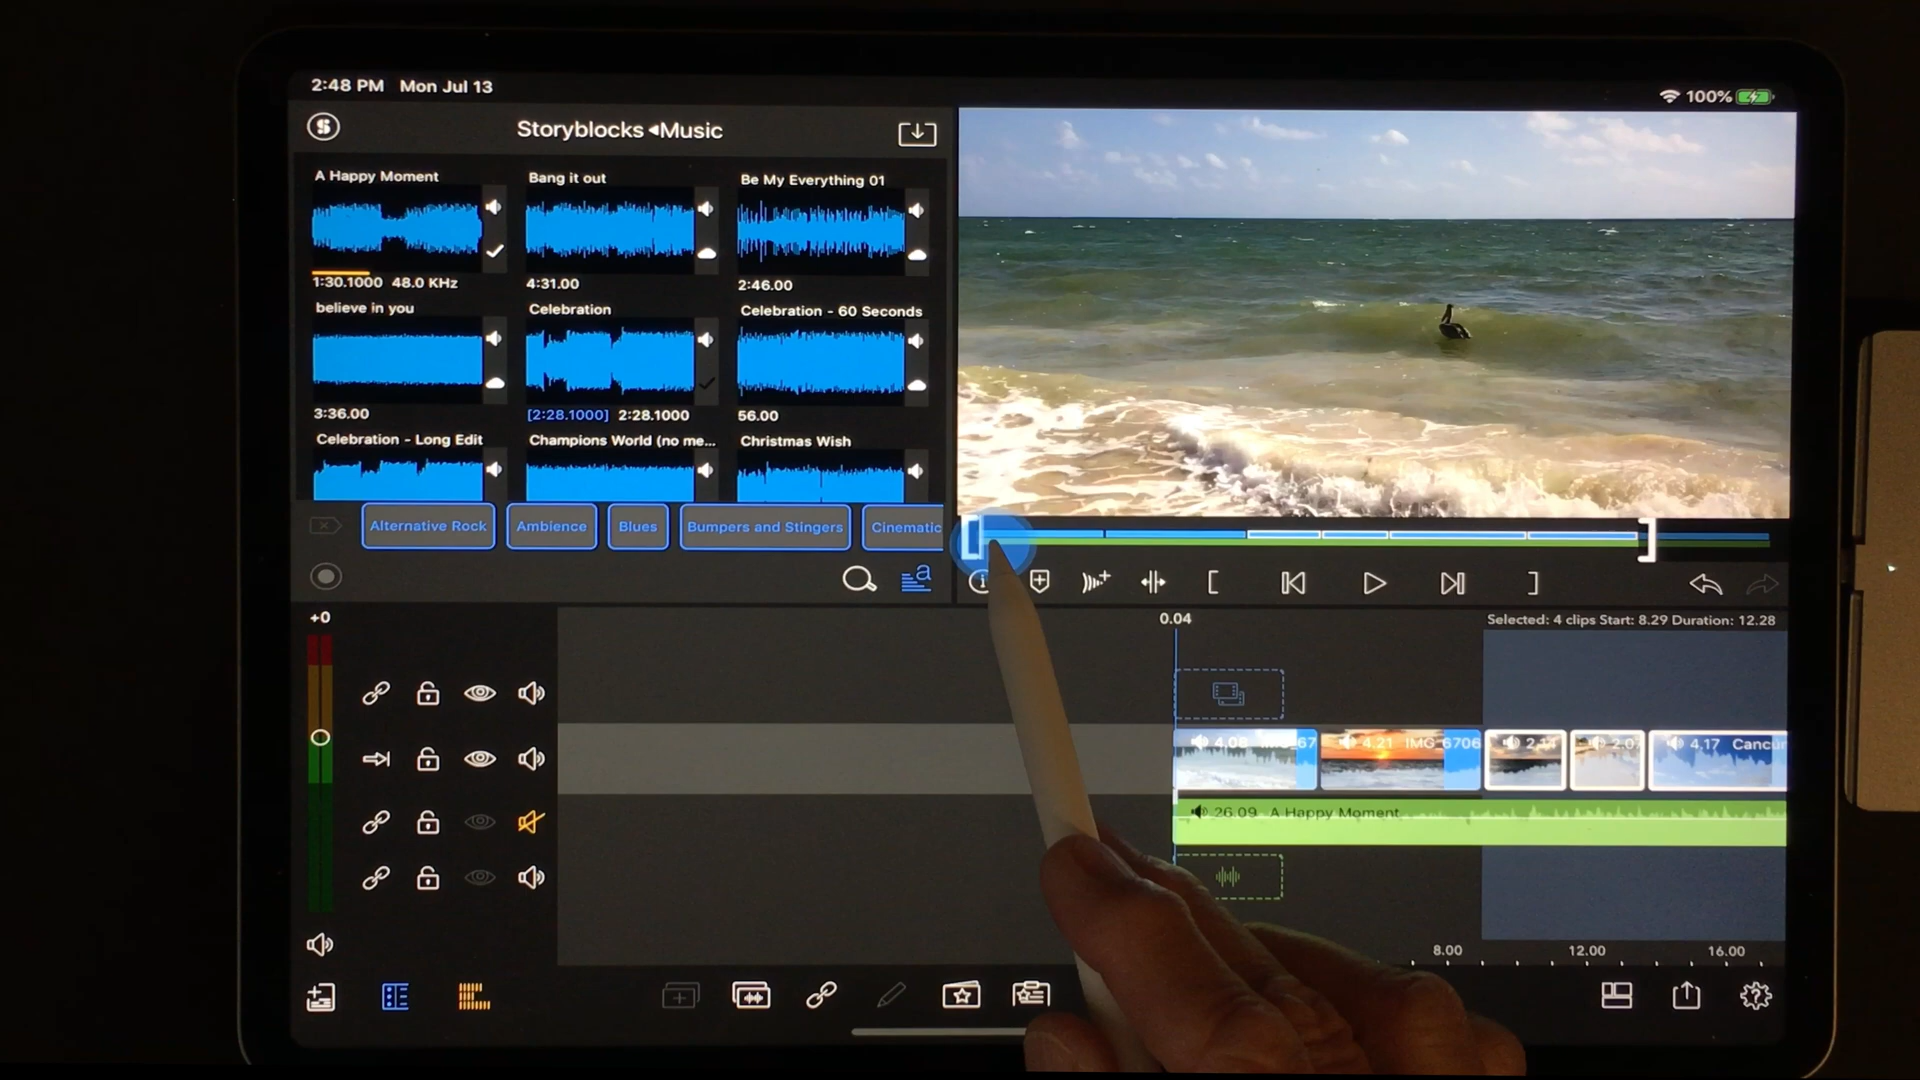 2:48 PM Mon Jul 13
100%
S
Storyblocks Music
A Happy Moment
Bang it out
Be My Everything 01
1:30.1000 48.0 KHz
4:31.00
2:46.00
believe in you
Celebration
Celebration - 60 Seconds
3:36.00
[2:28.1000] 2:28.1000
56.00
Celebration - Long Edit
Champions World (no me...
Christmas Wish
Alternative Rock
Ambience
Blues
Bumpers and Stingers
Cinematic
a
+0
0.04
Selected: 4 clips Start: 8.29 Duration: 12.28
4.21 IMG_6706
4.17 Cancun
26.09 A Happy Moment
8.00
12.00
16.00